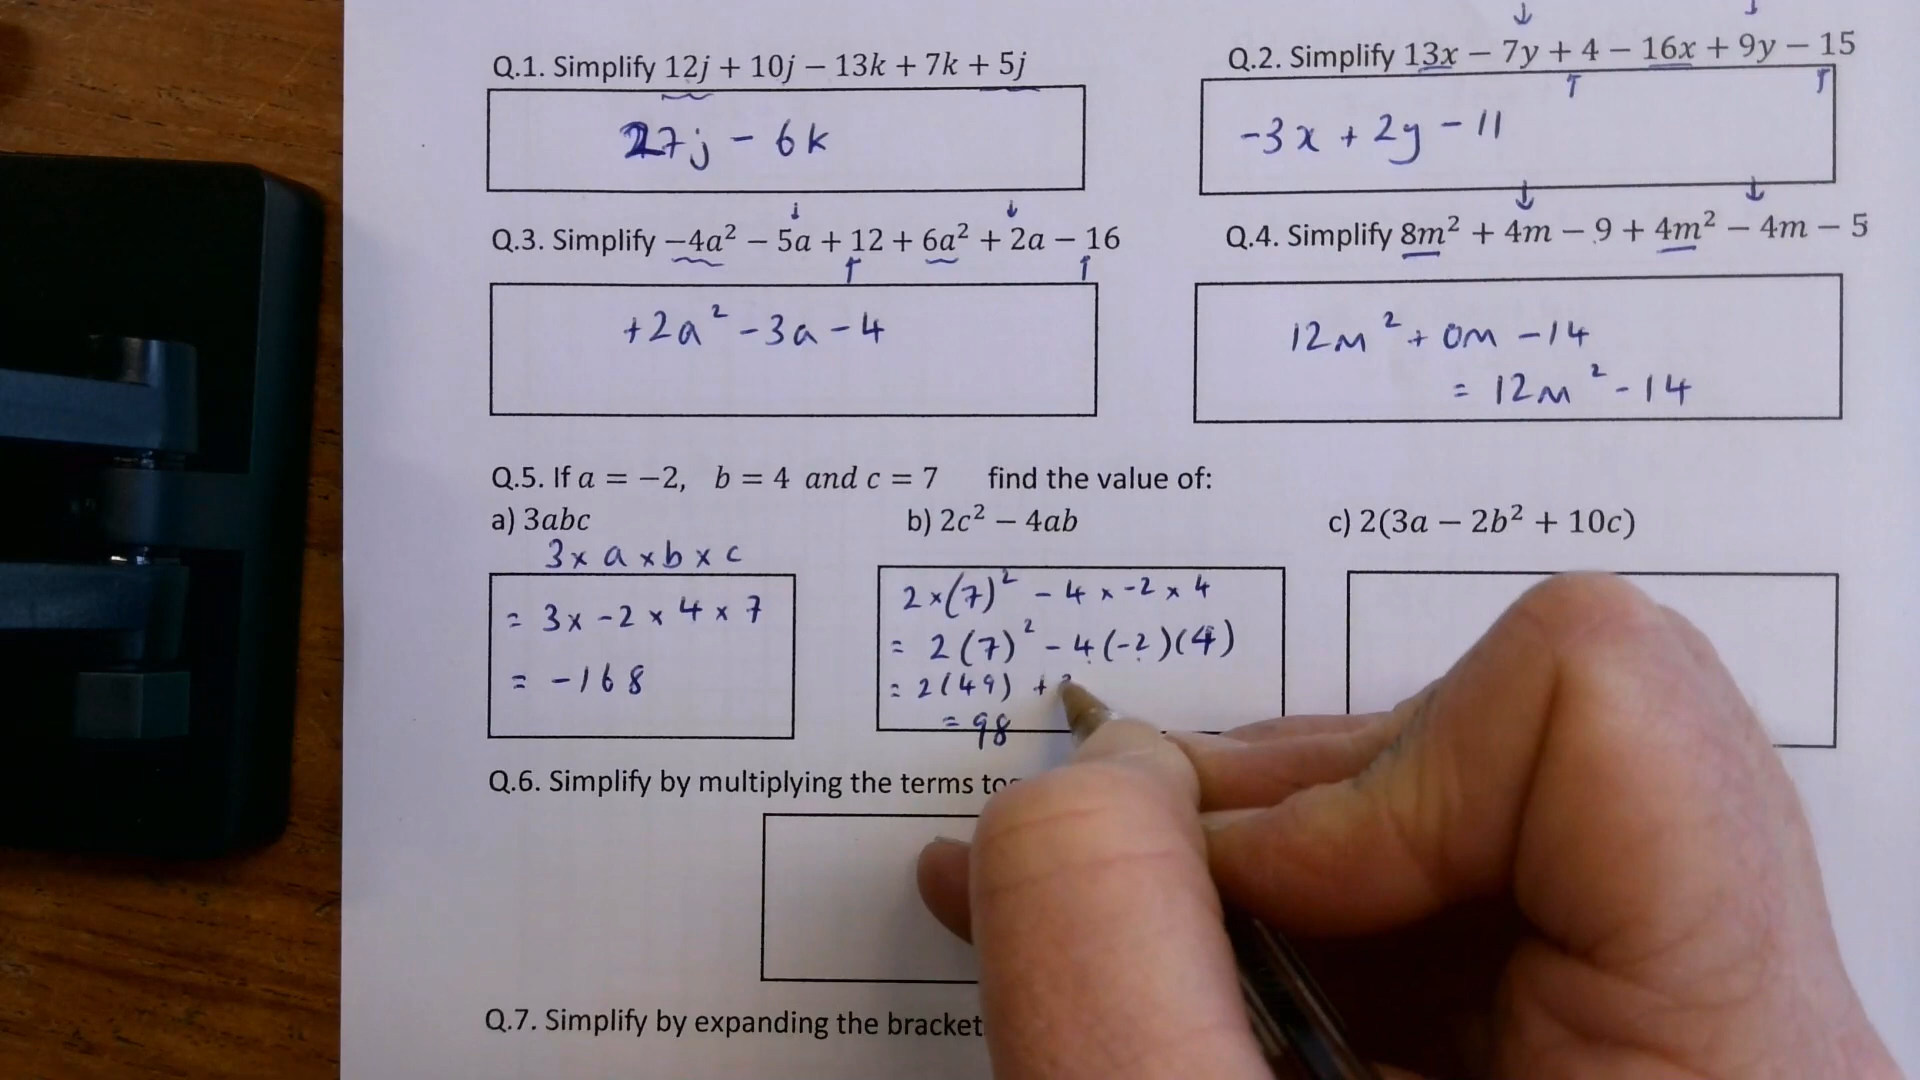 Q.1. Simplify 12j + 10j − 13k + 7k + 5j
27j - 6k
Q.2. Simplify 13x − 7y + 4 − 16x + 9y − 15
-3x + 2y - 11
Q.3. Simplify −4a² − 5a + 12 + 6a² + 2a − 16
+2a² - 3a - 4
Q.4. Simplify 8m² + 4m − 9 + 4m² − 4m − 5
12m² + 0m - 14
= 12m² - 14
Q.5. If a = −2, b = 4 and c = 7 find the value of:
a) 3abc
3 × a × b × c
= 3 × -2 × 4 × 7
= -168
b) 2c² − 4ab
2 × (7)² - 4 × -2 × 4
= 2(7)² - 4(-2)(4)
= 2(49) +
= 98
c) 2(3a − 2b² + 10c)
Q.6. Simplify by multiplying the terms
Q.7. Simplify by expanding the bracket